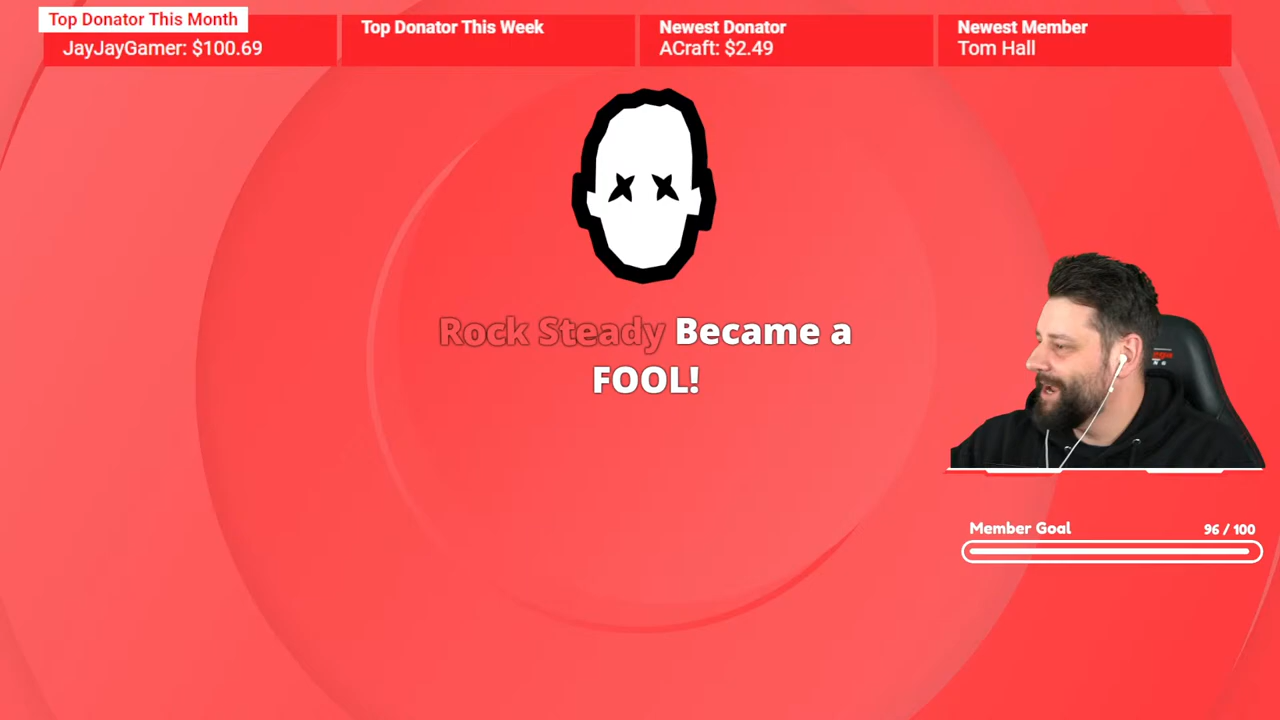 Top Donator This Month
JayJayGamer: $100.69
Top Donator This Week
Newest Donator
ACraft: $2.49
Newest Member
Tom Hall
Rock Steady Became a
FOOL!
Member Goal
96 / 100